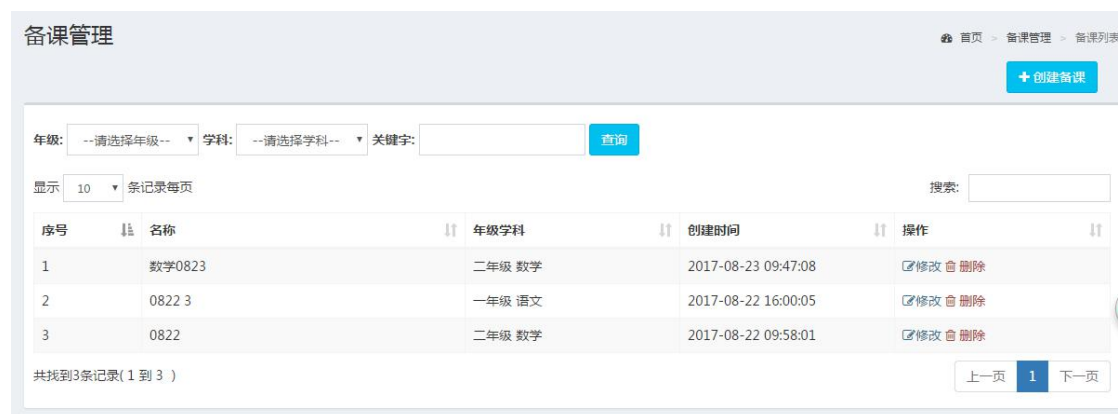 备课管理
首页 > 备课管理 > 备课列表
+ 创建备课
年级: --请选择年级-- 学科: --请选择学科-- 关键字: 查询
显示 10 条记录每页 搜索:
序号 名称 年级学科 创建时间 操作
1 数学0823 二年级 数学 2017-08-23 09:47:08 修改 删除
2 0822 3 一年级 语文 2017-08-22 16:00:05 修改 删除
3 0822 二年级 数学 2017-08-22 09:58:01 修改 删除
共找到3条记录( 1 到 3 ) 上一页 1 下一页